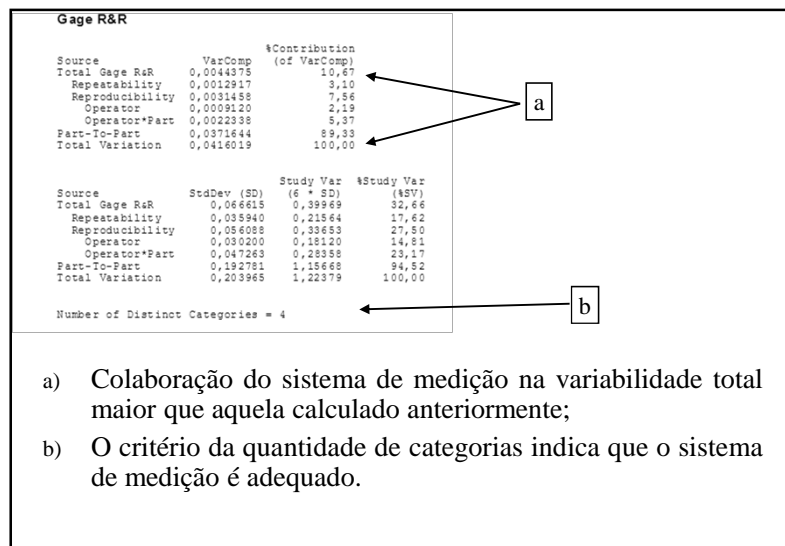 Gage R&R
%Contribution
Source VarComp (of VarComp)
Total Gage R&R 0,0044375 10,67
Repeatability 0,0012917 3,10
Reproducibility 0,0031458 7,56
Operator 0,0009120 2,19
Operator*Part 0,0022338 5,37
Part-To-Part 0,0371644 89,33
Total Variation 0,0416019 100,00
a
Study Var %Study Var
Source StdDev (SD) (6 * SD) (%SV)
Total Gage R&R 0,066615 0,39969 32,66
Repeatability 0,035940 0,21564 17,62
Reproducibility 0,056088 0,33653 27,50
Operator 0,030200 0,18120 14,81
Operator*Part 0,047263 0,28358 23,17
Part-To-Part 0,192781 1,15668 94,52
Total Variation 0,203965 1,22379 100,00
b
Number of Distinct Categories = 4
a) Colaboração do sistema de medição na variabilidade total
maior que aquela calculado anteriormente;
b) O critério da quantidade de categorias indica que o sistema
de medição é adequado.